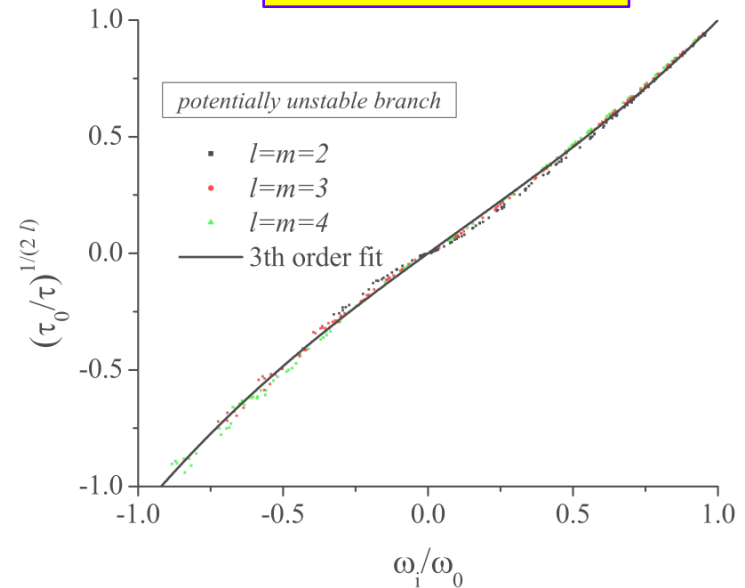 1.0
potentially unstable branch
0.5
l=m=2
l=m=3
l=m=4
0.0
3th order fit
(τ0/τ)^1/(2 l)
-0.5
-1.0
-1.0 -0.5 0.0 0.5 1.0
ωi/ω0